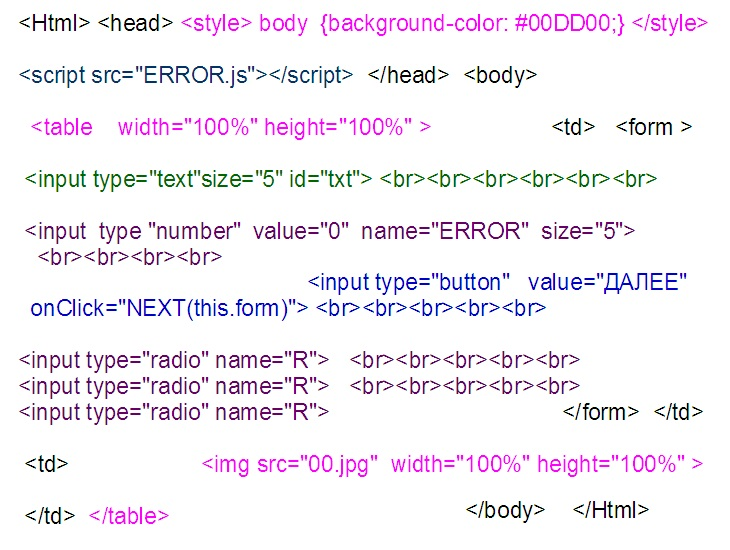 <Html> <head> <style> body  {background-color: #00DD00;} </style>
<script src="ERROR.js"></script>  </head>  <body>
<table    width="100%" height="100%" >                    <td>   <form >
<input type="text"size="5" id="txt"> <br><br><br><br><br><br>
<input  type "number"  value="0"  name="ERROR"  size="5">
<br><br><br><br>
<input type="button"   value="ДАЛЕЕ"
onClick="NEXT(this.form)"> <br><br><br><br><br>
<input type="radio" name="R">   <br><br><br><br><br>
<input type="radio" name="R">   <br><br><br><br><br>
<input type="radio" name="R">                                      </form>  </td>
<td>                      <img src="00.jpg"  width="100%" height="100%" >
</td>  </table>                                                </body>    </Html>